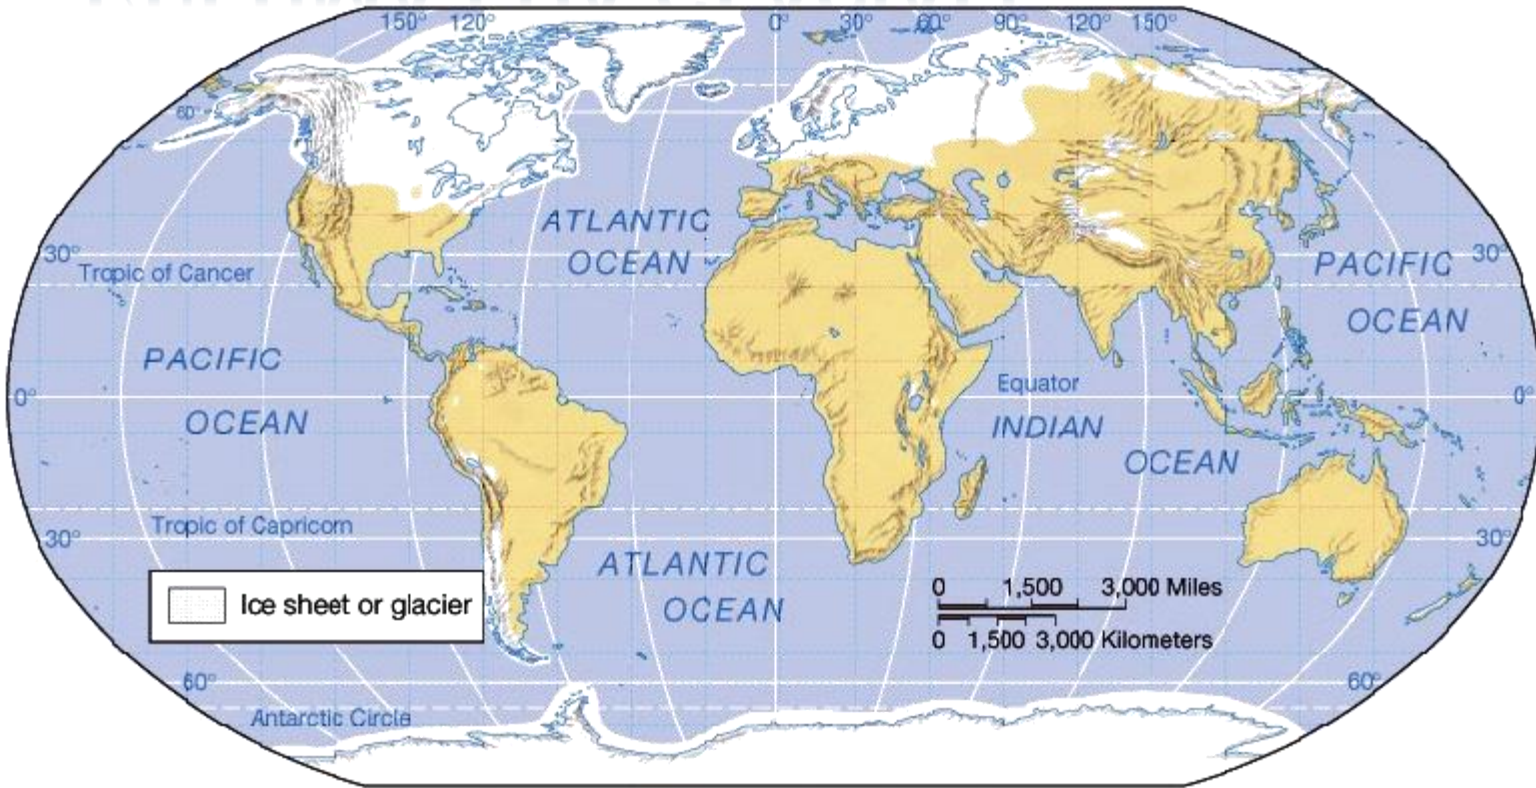 150° 120° 0° 30° 60° 90° 120° 150°
60°
ATLANTIC
OCEAN
30°
Tropic of Cancer
PACIFIC
30°
OCEAN
PACIFIC
OCEAN
0°
Equator
0°
INDIAN
OCEAN
Tropic of Capricorn
30°
30°
ATLANTIC
OCEAN
Ice sheet or glacier
0 1,500 3,000 Miles
0 1,500 3,000 Kilometers
60°
60°
Antarctic Circle